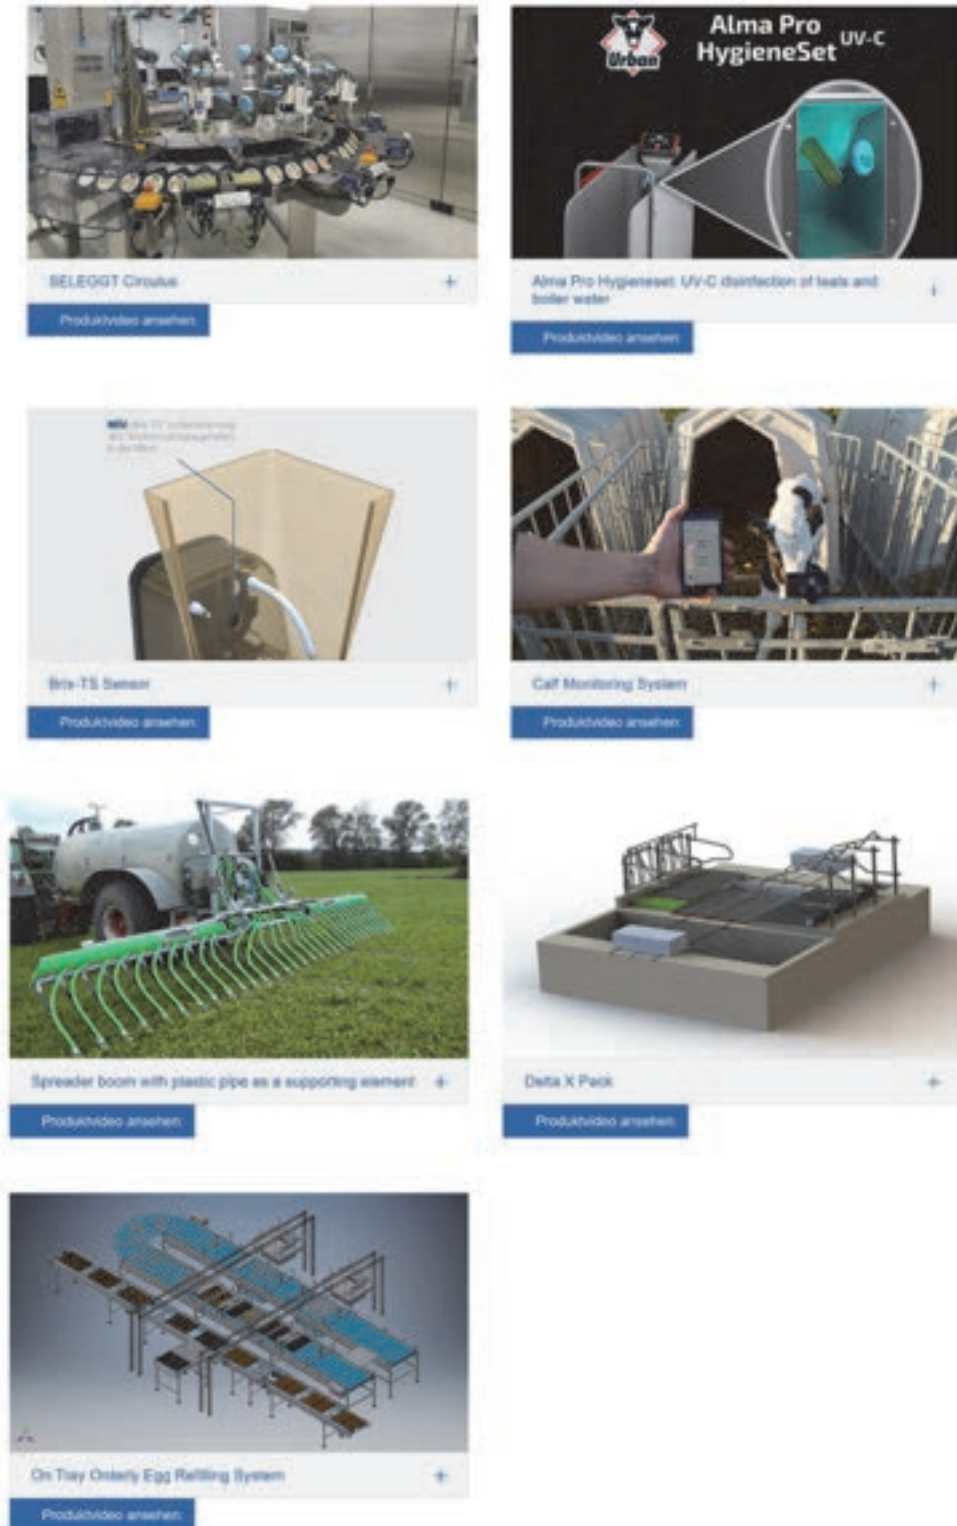 Urban
Alma Pro
HygieneSet UV-C
SELEGGT Circulus
+
Produktvideo ansehen
Alma Pro Hygieneset: UV-C disinfection of teats and
boiler water
+
Produktvideo ansehen
NEU
Brix-TS Sensor
+
Produktvideo ansehen
Calf Monitoring System
+
Produktvideo ansehen
Spreader boom with plastic pipe as a supporting element
+
Produktvideo ansehen
Delta X Pack
+
Produktvideo ansehen
On Tray Orderly Egg Refilling System
+
Produktvideo ansehen